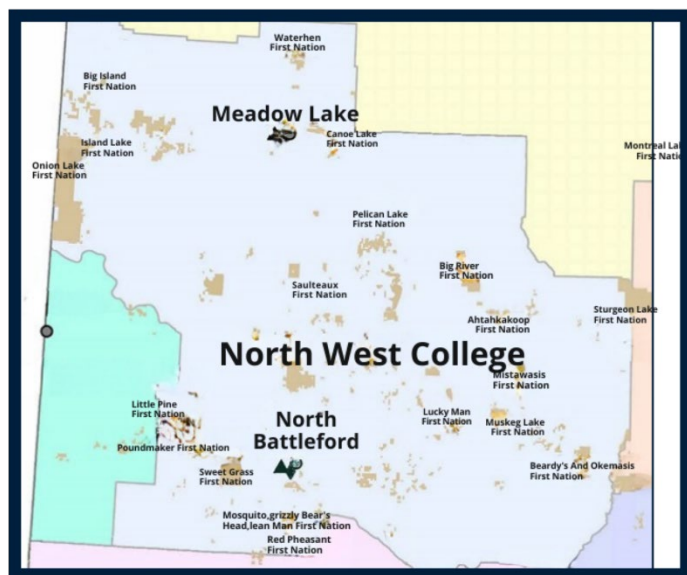 Waterhen
First Nation
Big Island
First Nation
Meadow Lake
Canoe Lake
First Nation
Island Lake
First Nation
Montreal La
First Natio
Onion Lake
First Nation
Pelican Lake
First Nation
Big River
First Nation
Saulteaux
First Nation
Sturgeon Lake
First Nation
Ahtahkakoop
First Nation
North West College
Mistawasis
First Nation
Little Pine
First Nation
Lucky Man
First Nation
North
Battleford
Muskeg Lake
First Nation
Poundmaker First Nation
Sweet Grass
First Nation
Beardy's And Okemasis
First Nation
Mosquito,grizzly Bear's
Head,lean Man First Nation
Red Pheasant
First Nation